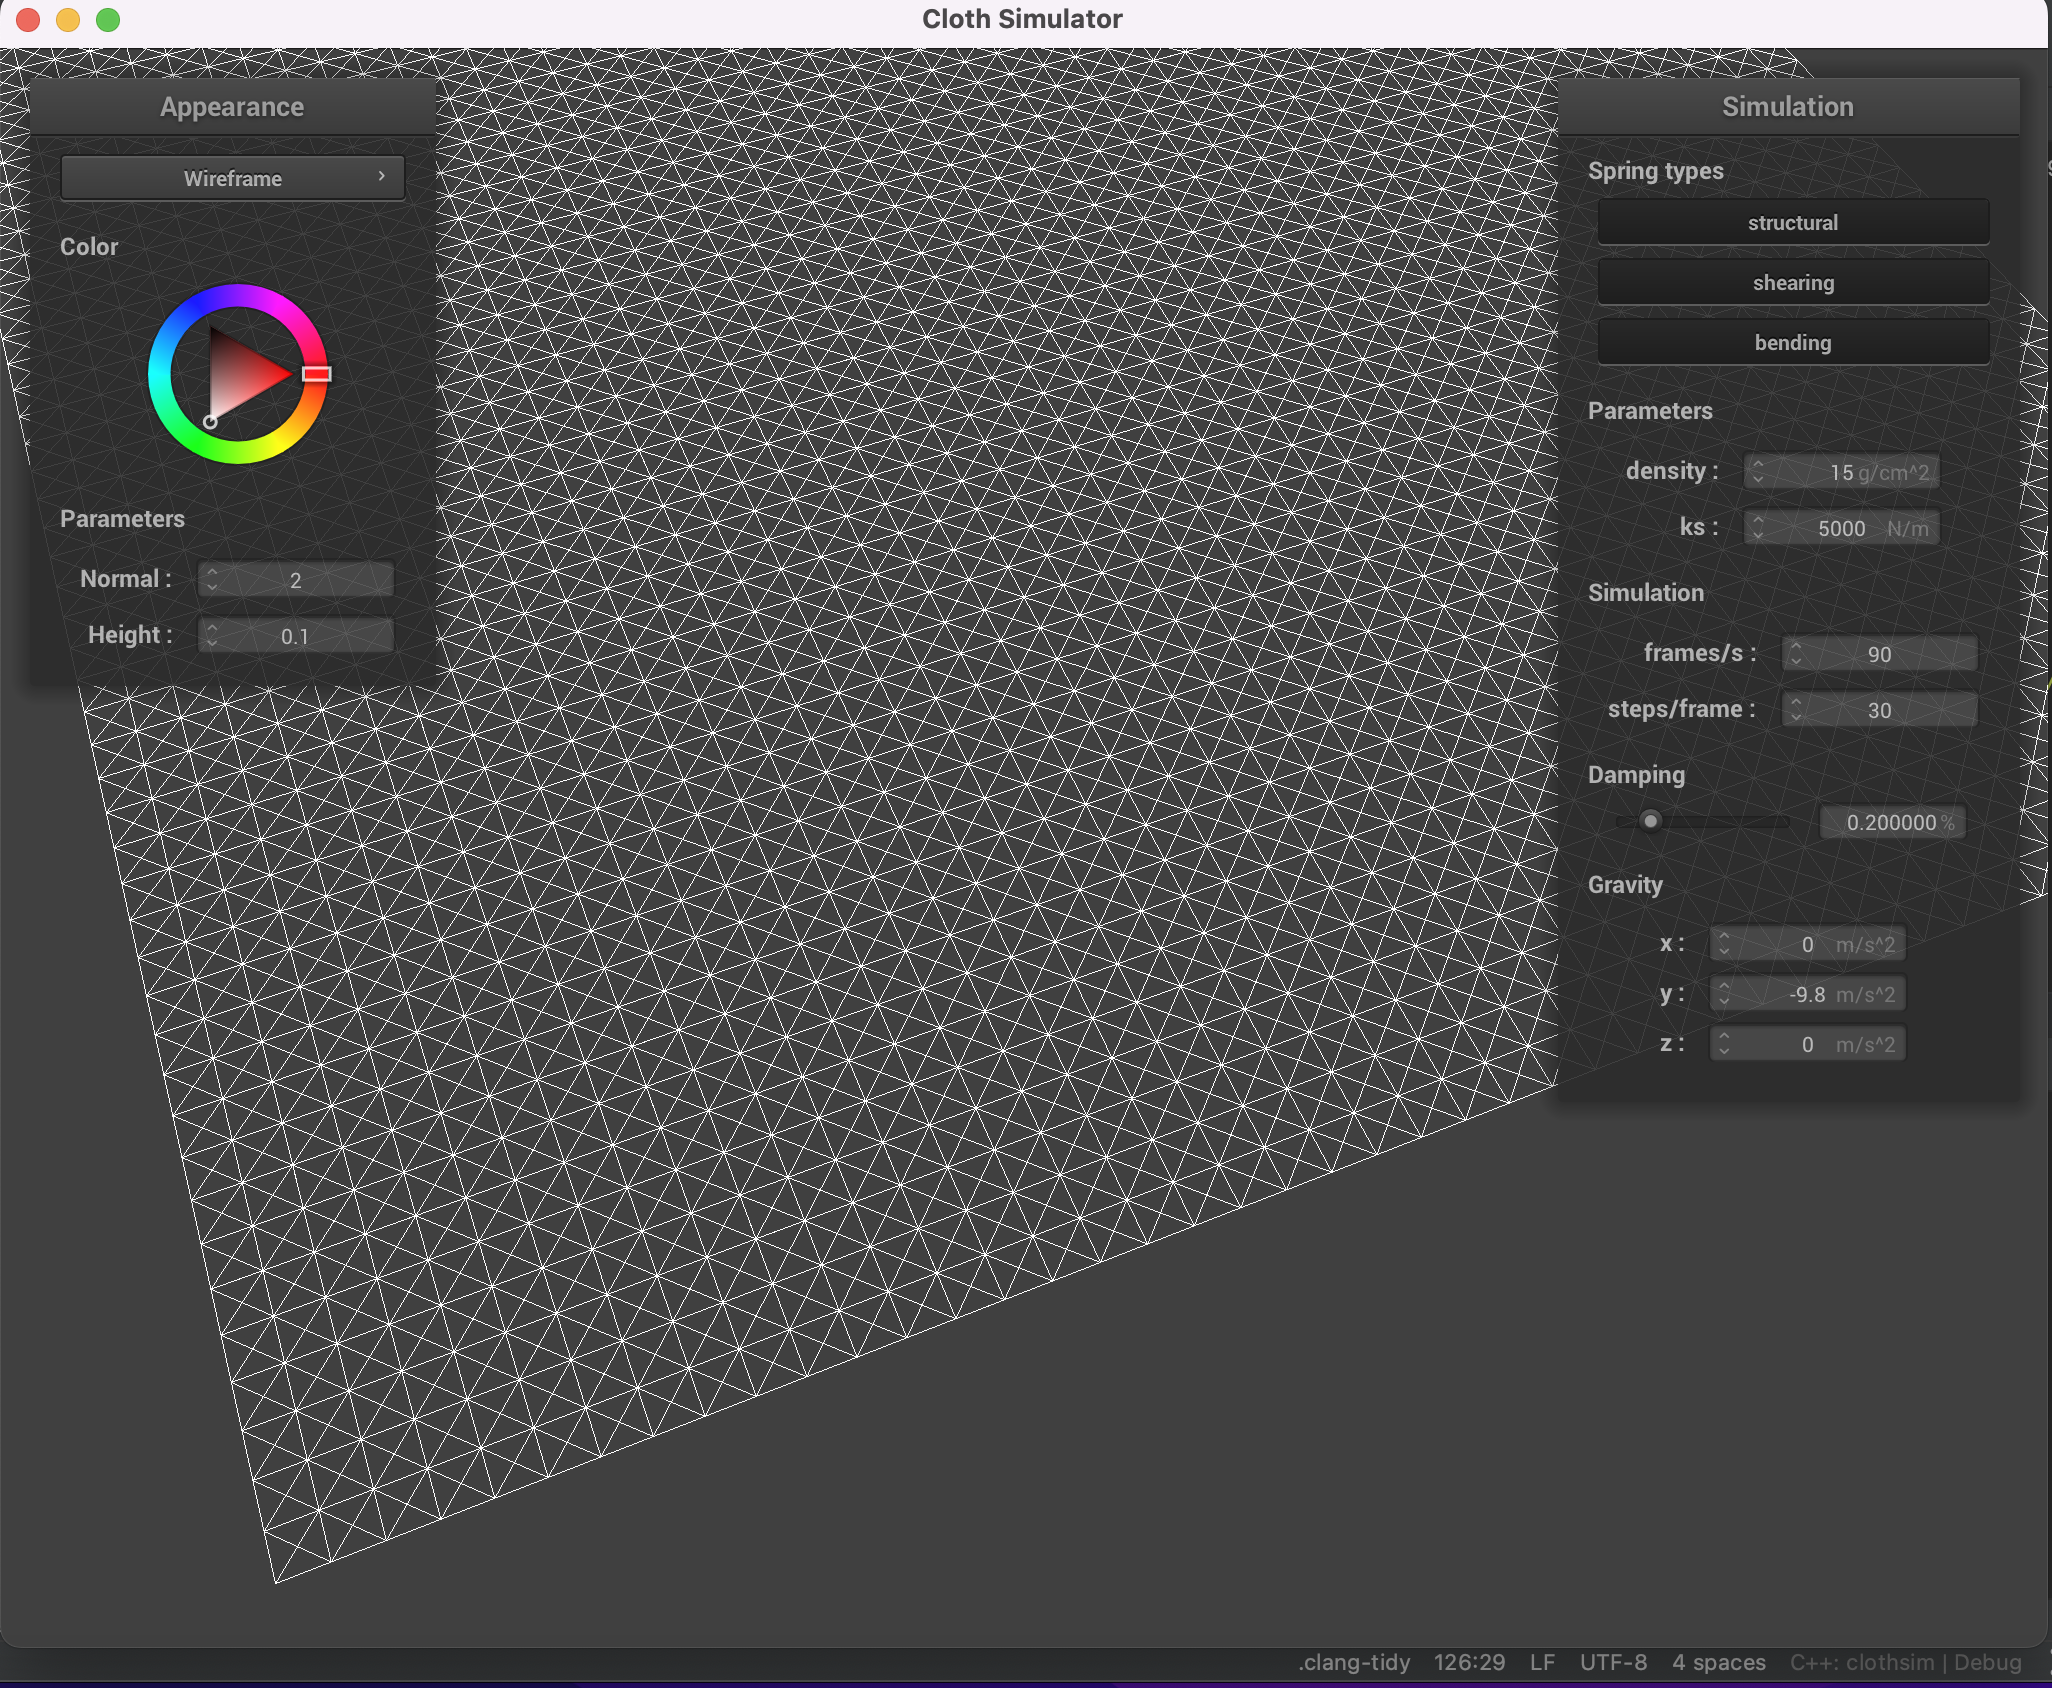 Cloth Simulator
Appearance
Wireframe
Color
Parameters
Normal : 2
Height : 0.1
Simulation
Spring types
structural
shearing
bending
Parameters
density : 15 g/cm^2
ks : 5000 N/m
Simulation
frames/s : 90
steps/frame : 30
Damping
0.200000 %
Gravity
x : 0 m/s^2
y : -9.8 m/s^2
z : 0 m/s^2
.clang-tidy 126:29 LF UTF-8 4 spaces C++: clothsim | Debug